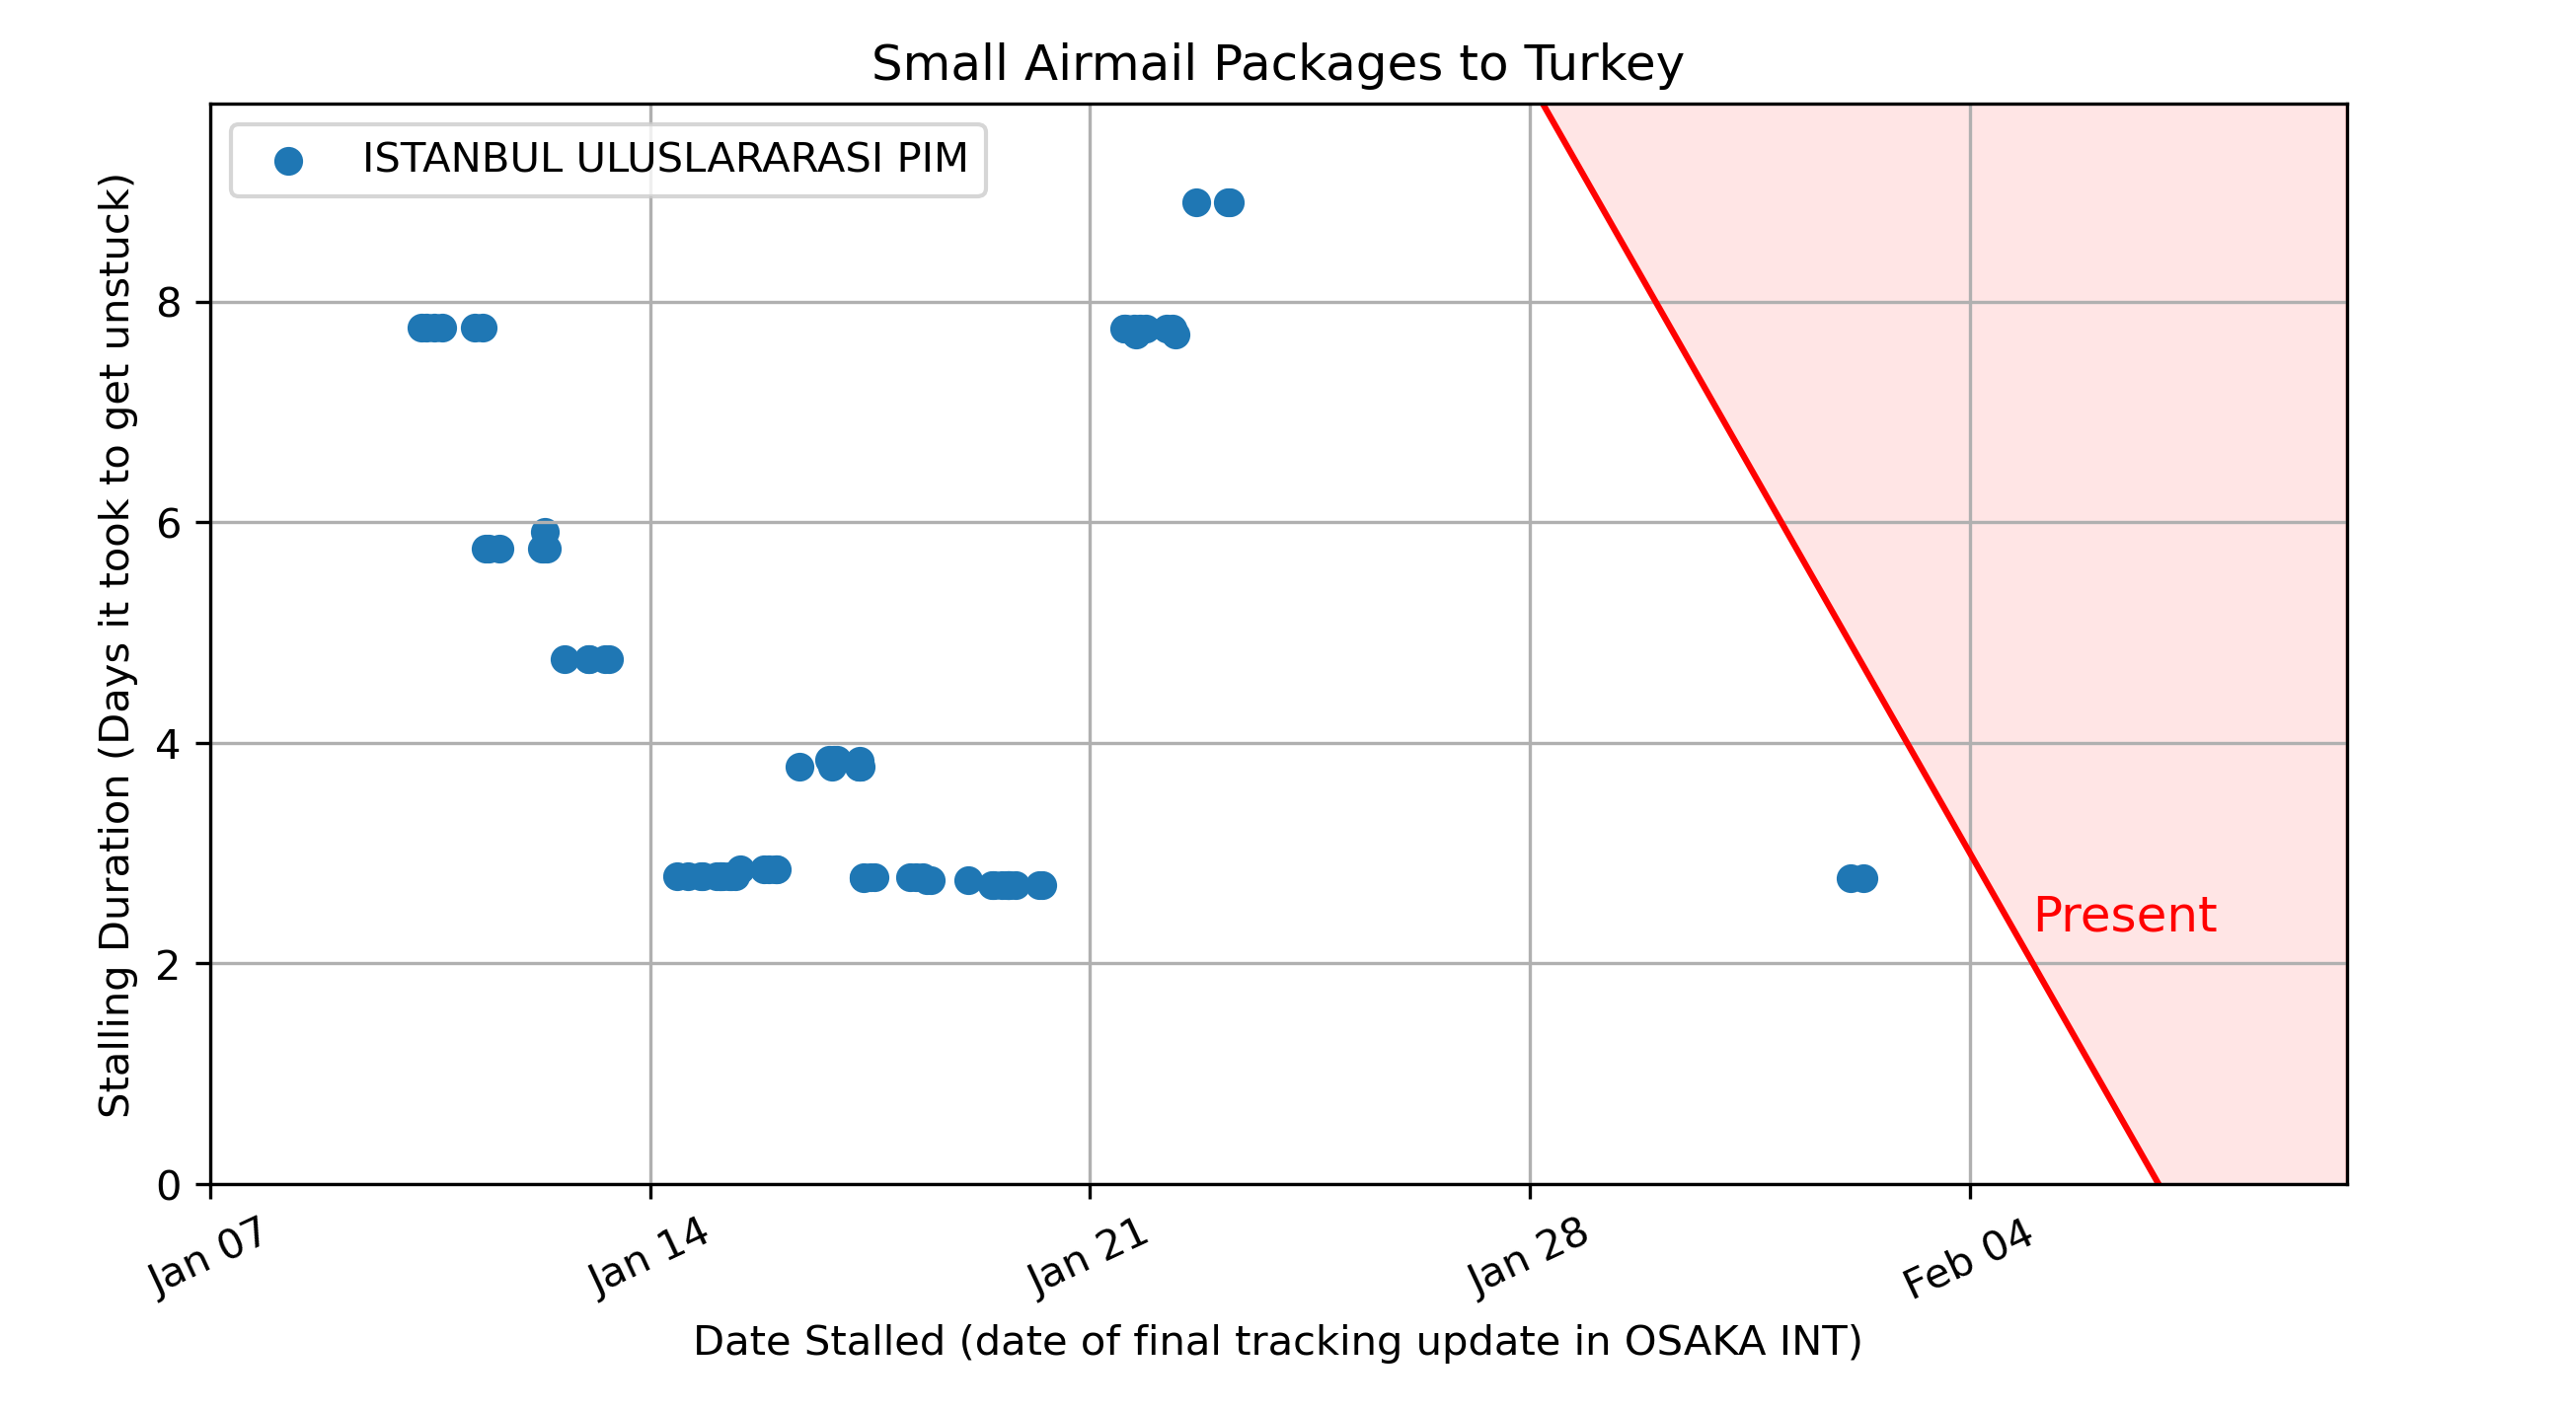 Small Airmail Packages to Turkey
ISTANBUL ULUSLARARASI PIM
Stalling Duration (Days it took to get unstuck)
8
6
4
2
0
Present
Jan 07
Jan 14
Jan 21
Jan 28
Feb 04
Date Stalled (date of final tracking update in OSAKA INT)